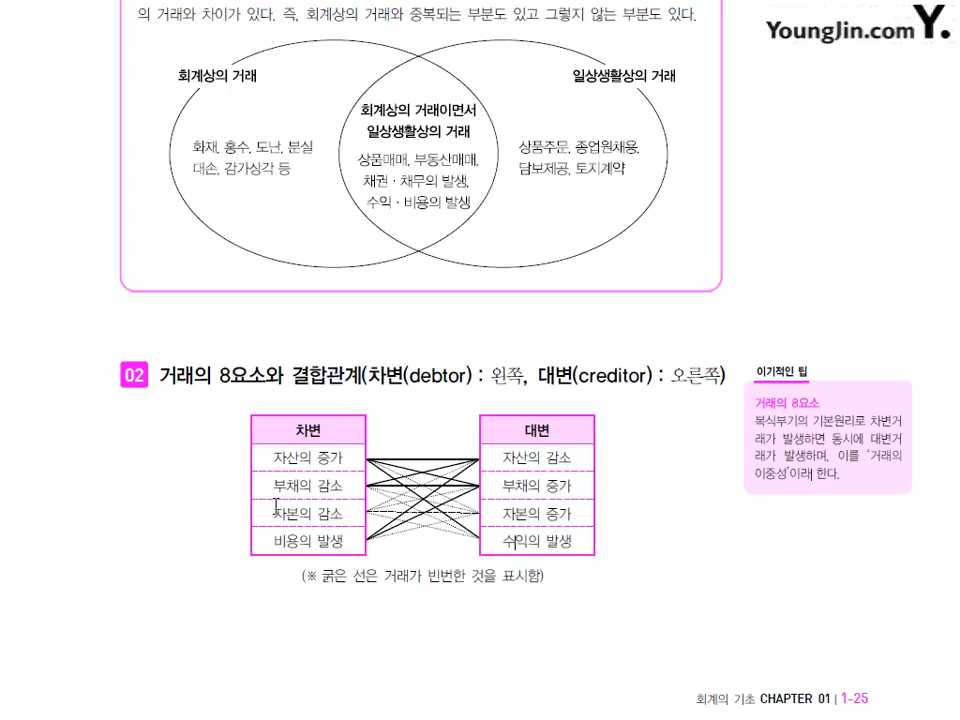 의 거래와 차이가 있다. 즉, 회계상의 거래와 중복되는 부분도 있고 그렇지 않는 부분도 있다.
YoungJin.com Y.
회계상의 거래
일상생활상의 거래
회계상의 거래이면서
일상생활상의 거래
화재, 홍수, 도난, 분실
대손, 감가상각 등
상품매매, 부동산매매,
채권·채무의 발생,
수익·비용의 발생
상품주문, 종업원채용,
담보제공, 토지계약
02 거래의 8요소와 결합관계(차변(debtor) : 왼쪽, 대변(creditor) : 오른쪽)
이기적인 팁
거래의 8요소
복식부기의 기본원리로 차변거
래가 발생하면 동시에 대변거
래가 발생하며, 이를 '거래의
이중성'이래 한다.
차변
대변
자산의 증가
자산의 감소
부채의 감소
부채의 증가
자본의 감소
자본의 증가
비용의 발생
수익의 발생
(※ 굵은 선은 거래가 빈번한 것을 표시함)
회계의 기초 CHAPTER 01 | 1-25